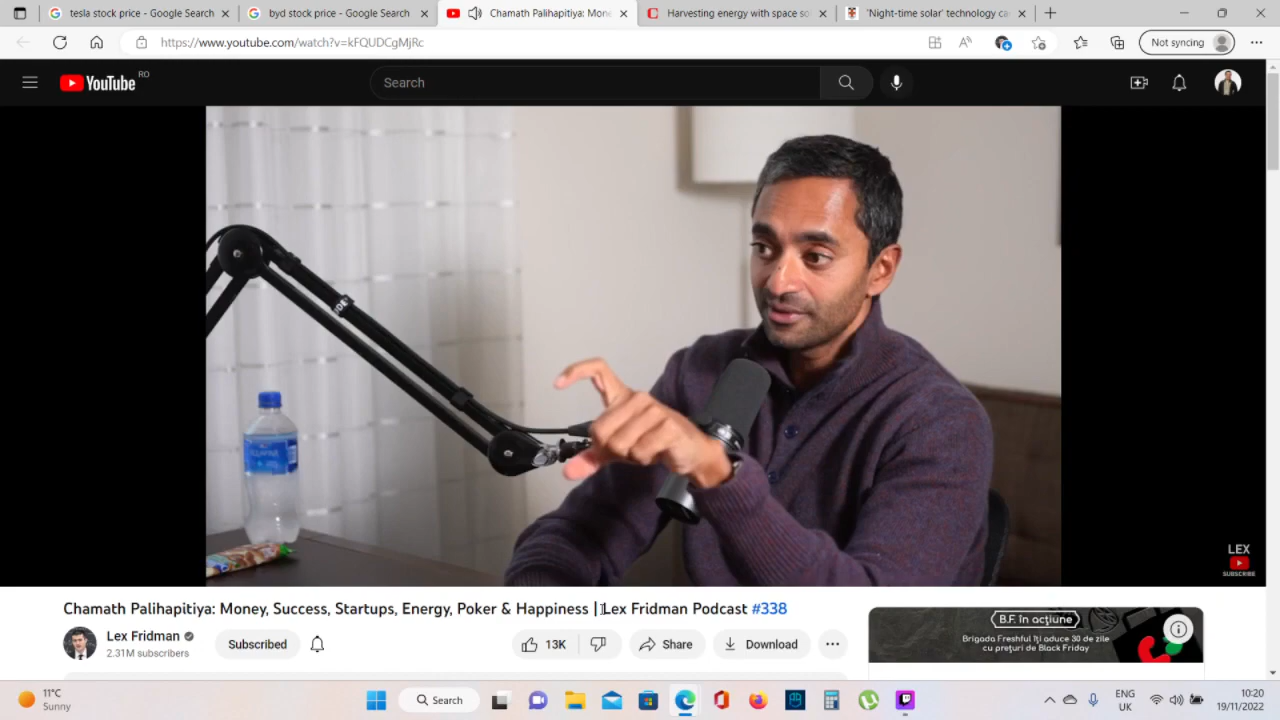 tesla stock price - Google Search
byd stock price - Google Search
Chamath Palihapitiya: Mone
Harvesting energy with space so
'Night-time solar' technology ca
https://www.youtube.com/watch?v=kFQUDCgMjRc
Not syncing
YouTube RO
Search
LEX
SUBSCRIBE
Chamath Palihapitiya: Money, Success, Startups, Energy, Poker & Happiness | Lex Fridman Podcast #338
Lex Fridman
2.31M subscribers
Subscribed
13K
Share
Download
B.F. în acţiune
Brigada Freshful îţi aduce 30 de zile
cu preţuri de Black Friday
11°C
Sunny
Search
ENG
UK
10:20
19/11/2022